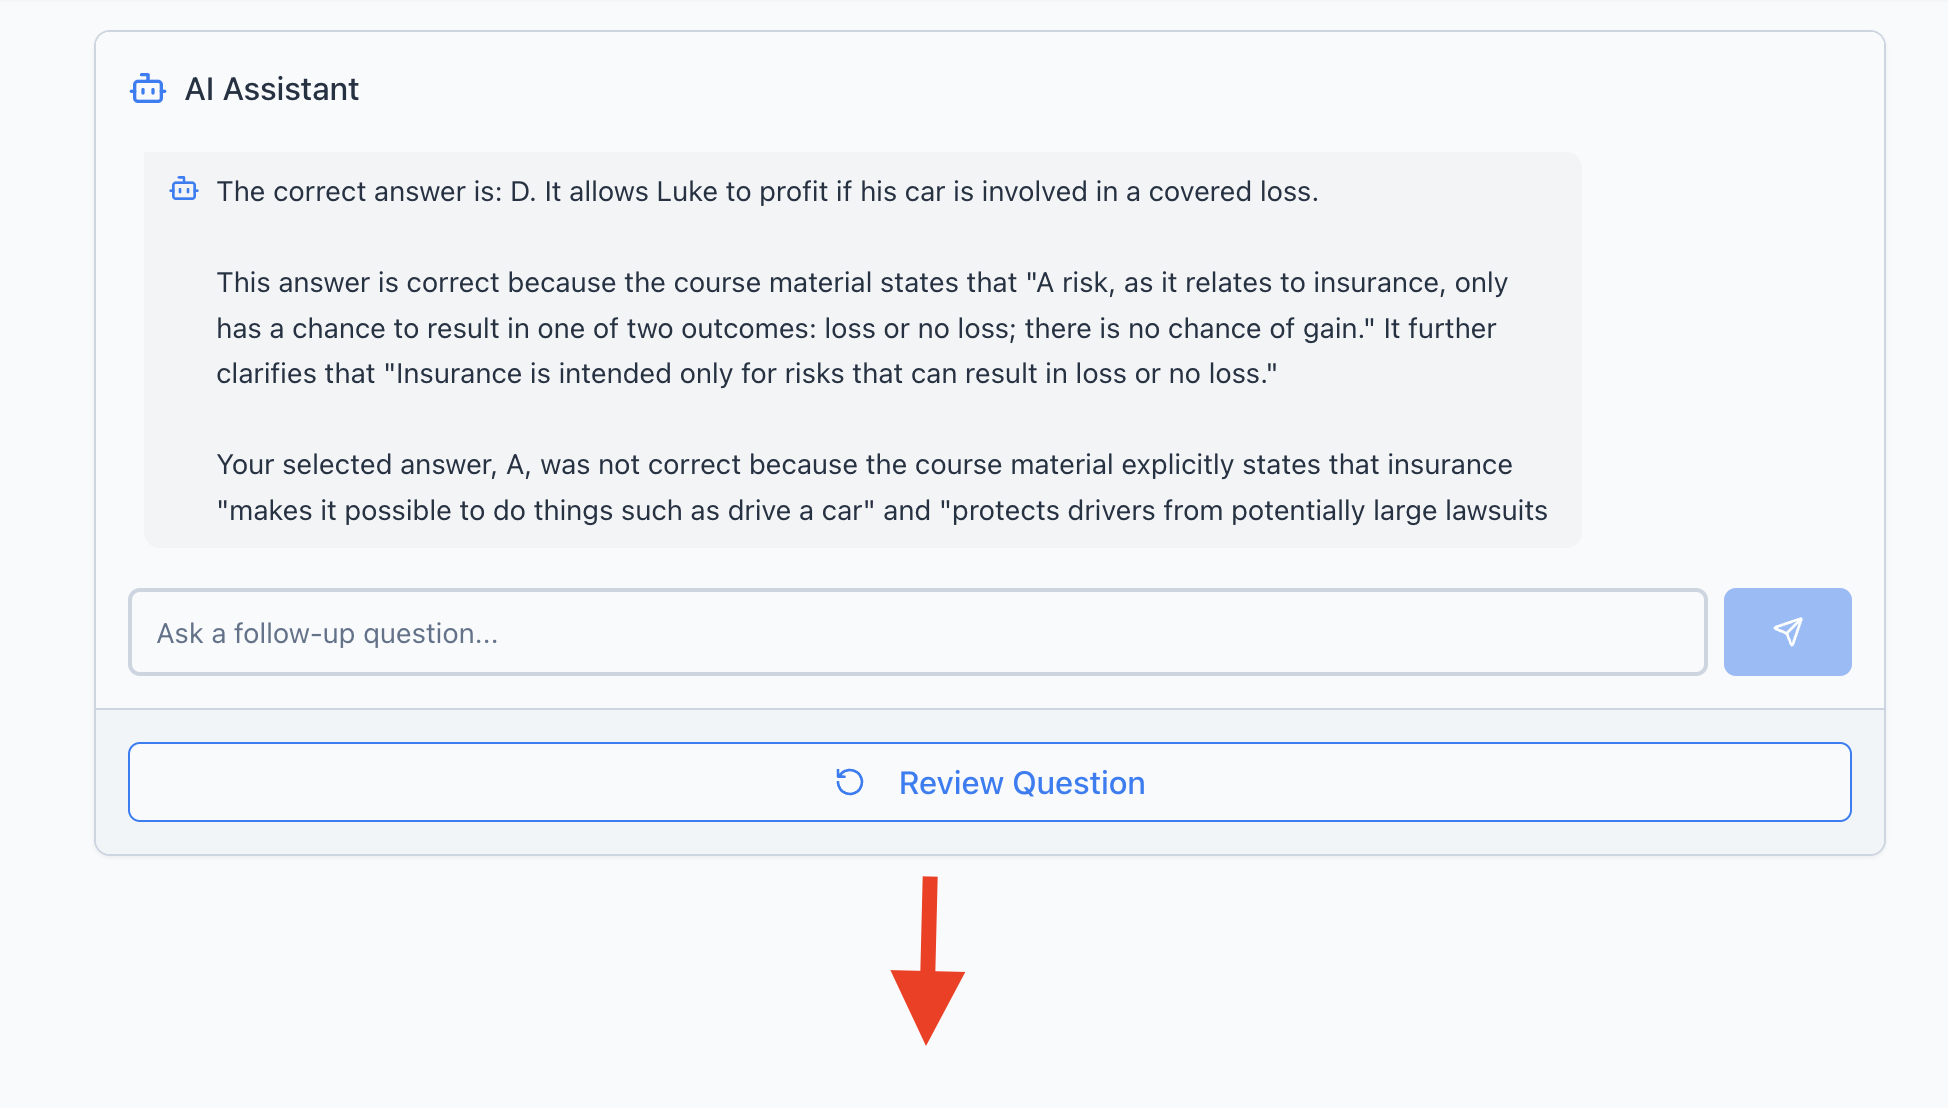 AI Assistant
The correct answer is: D. It allows Luke to profit if his car is involved in a covered loss.
This answer is correct because the course material states that "A risk, as it relates to insurance, only
has a chance to result in one of two outcomes: loss or no loss; there is no chance of gain." It further
clarifies that "Insurance is intended only for risks that can result in loss or no loss."
Your selected answer, A, was not correct because the course material explicitly states that insurance
"makes it possible to do things such as drive a car" and "protects drivers from potentially large lawsuits
Ask a follow-up question...
Review Question